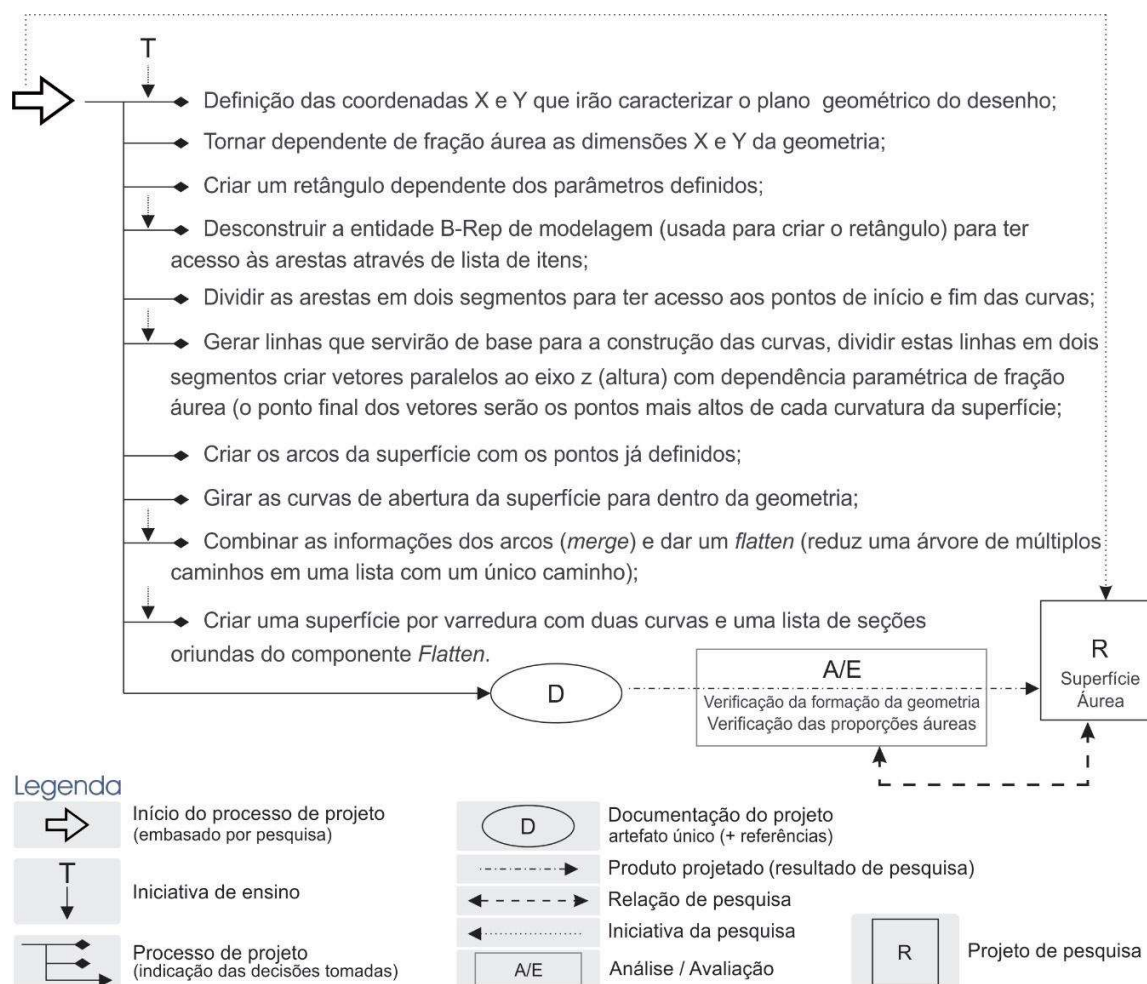 T
Definição das coordenadas X e Y que irão caracterizar o plano geométrico do desenho;
Tornar dependente de fração áurea as dimensões X e Y da geometria;
Criar um retângulo dependente dos parâmetros definidos;
Desconstruir a entidade B-Rep de modelagem (usada para criar o retângulo) para ter
acesso às arestas através de lista de itens;
Dividir as arestas em dois segmentos para ter acesso aos pontos de início e fim das curvas;
Gerar linhas que servirão de base para a construção das curvas, dividir estas linhas em dois
segmentos criar vetores paralelos ao eixo z (altura) com dependência paramétrica de fração
áurea (o ponto final dos vetores serão os pontos mais altos de cada curvatura da superfície;
Criar os arcos da superfície com os pontos já definidos;
Girar as curvas de abertura da superfície para dentro da geometria;
Combinar as informações dos arcos (merge) e dar um flatten (reduz uma árvore de múltiplos
caminhos em uma lista com um único caminho);
Criar uma superfície por varredura com duas curvas e uma lista de seções
oriundas do componente Flatten.
D
A/E
Verificação da formação da geometria
Verificação das proporções áureas
R
Superfície
Áurea
Legenda
Início do processo de projeto
(embasado por pesquisa)
T
Iniciativa de ensino
Processo de projeto
(indicação das decisões tomadas)
D
Documentação do projeto
artefato único (+ referências)
Produto projetado (resultado de pesquisa)
Relação de pesquisa
Iniciativa da pesquisa
A/E
Análise / Avaliação
R
Projeto de pesquisa